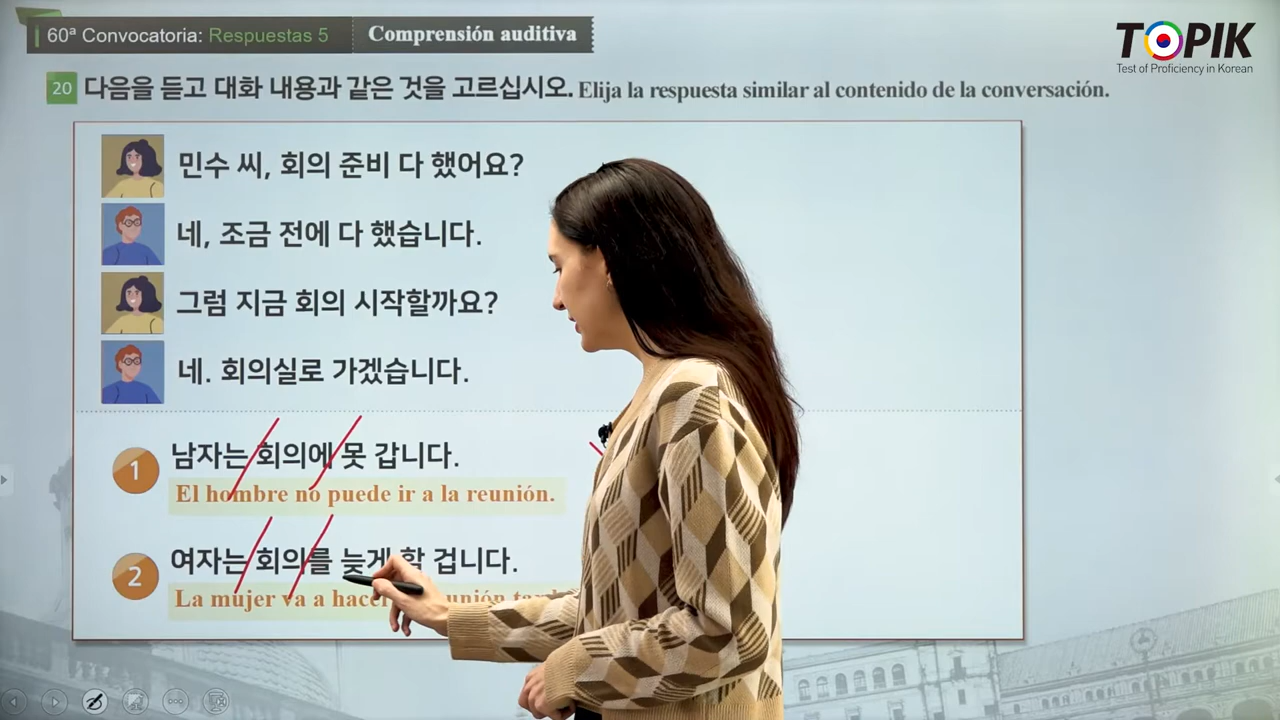 60ª Convocatoria: Respuestas 5
Comprensión auditiva
TOPIK
Test of Proficiency in Korean
20 다음을 듣고 대화 내용과 같은 것을 고르십시오. Elija la respuesta similar al contenido de la conversación.
민수 씨, 회의 준비 다 했어요?
네, 조금 전에 다 했습니다.
그럼 지금 회의 시작할까요?
네. 회의실로 가겠습니다.
1 남자는 회의에 못 갑니다.
El hombre no puede ir a la reunión.
2 여자는 회의를 늦게 할 겁니다.
La mujer va a hacer